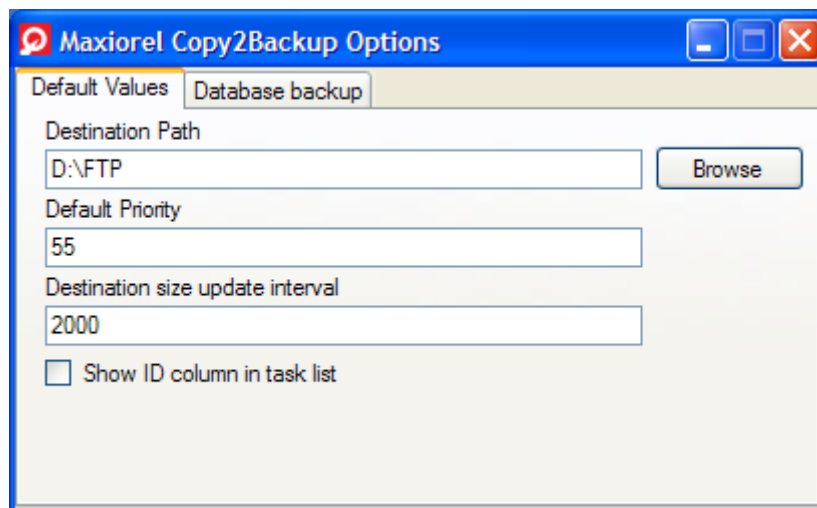 Maxiorel Copy2Backup Options
Default Values Database backup
Destination Path
D:\FTP Browse
Default Priority
55
Destination size update interval
2000
Show ID column in task list